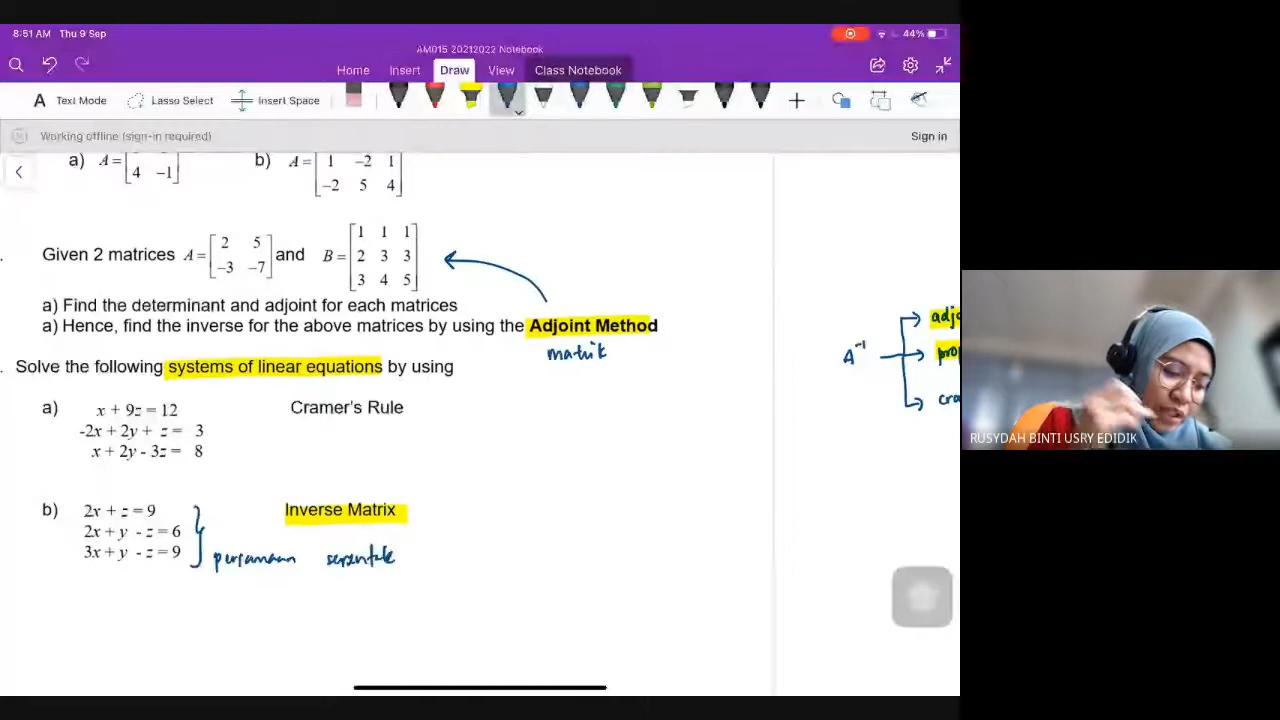 8:51 AM Thu 9 Sep
44%
AM015 20212022 Notebook
Home Insert Draw View Class Notebook
A Text Mode Lasso Select Insert Space
Working offline (sign-in required) Sign in
a) A = [ 4 −1 ] b) A = [ 1 −2 1
−2 5 4 ]
. Given 2 matrices A = [ 2 5
−3 −7 ] and B = [ 1 1 1
2 3 3
3 4 5 ]
a) Find the determinant and adjoint for each matrices
a) Hence, find the inverse for the above matrices by using the Adjoint Method
matrik
. Solve the following systems of linear equations by using
a) x + 9z = 12 Cramer's Rule
-2x + 2y + z = 3
x + 2y - 3z = 8
b) 2x + z = 9 Inverse Matrix
2x + y - z = 6
3x + y - z = 9
persamaan serentak
A⁻¹
RUSYDAH BINTI USRY EDIDIK